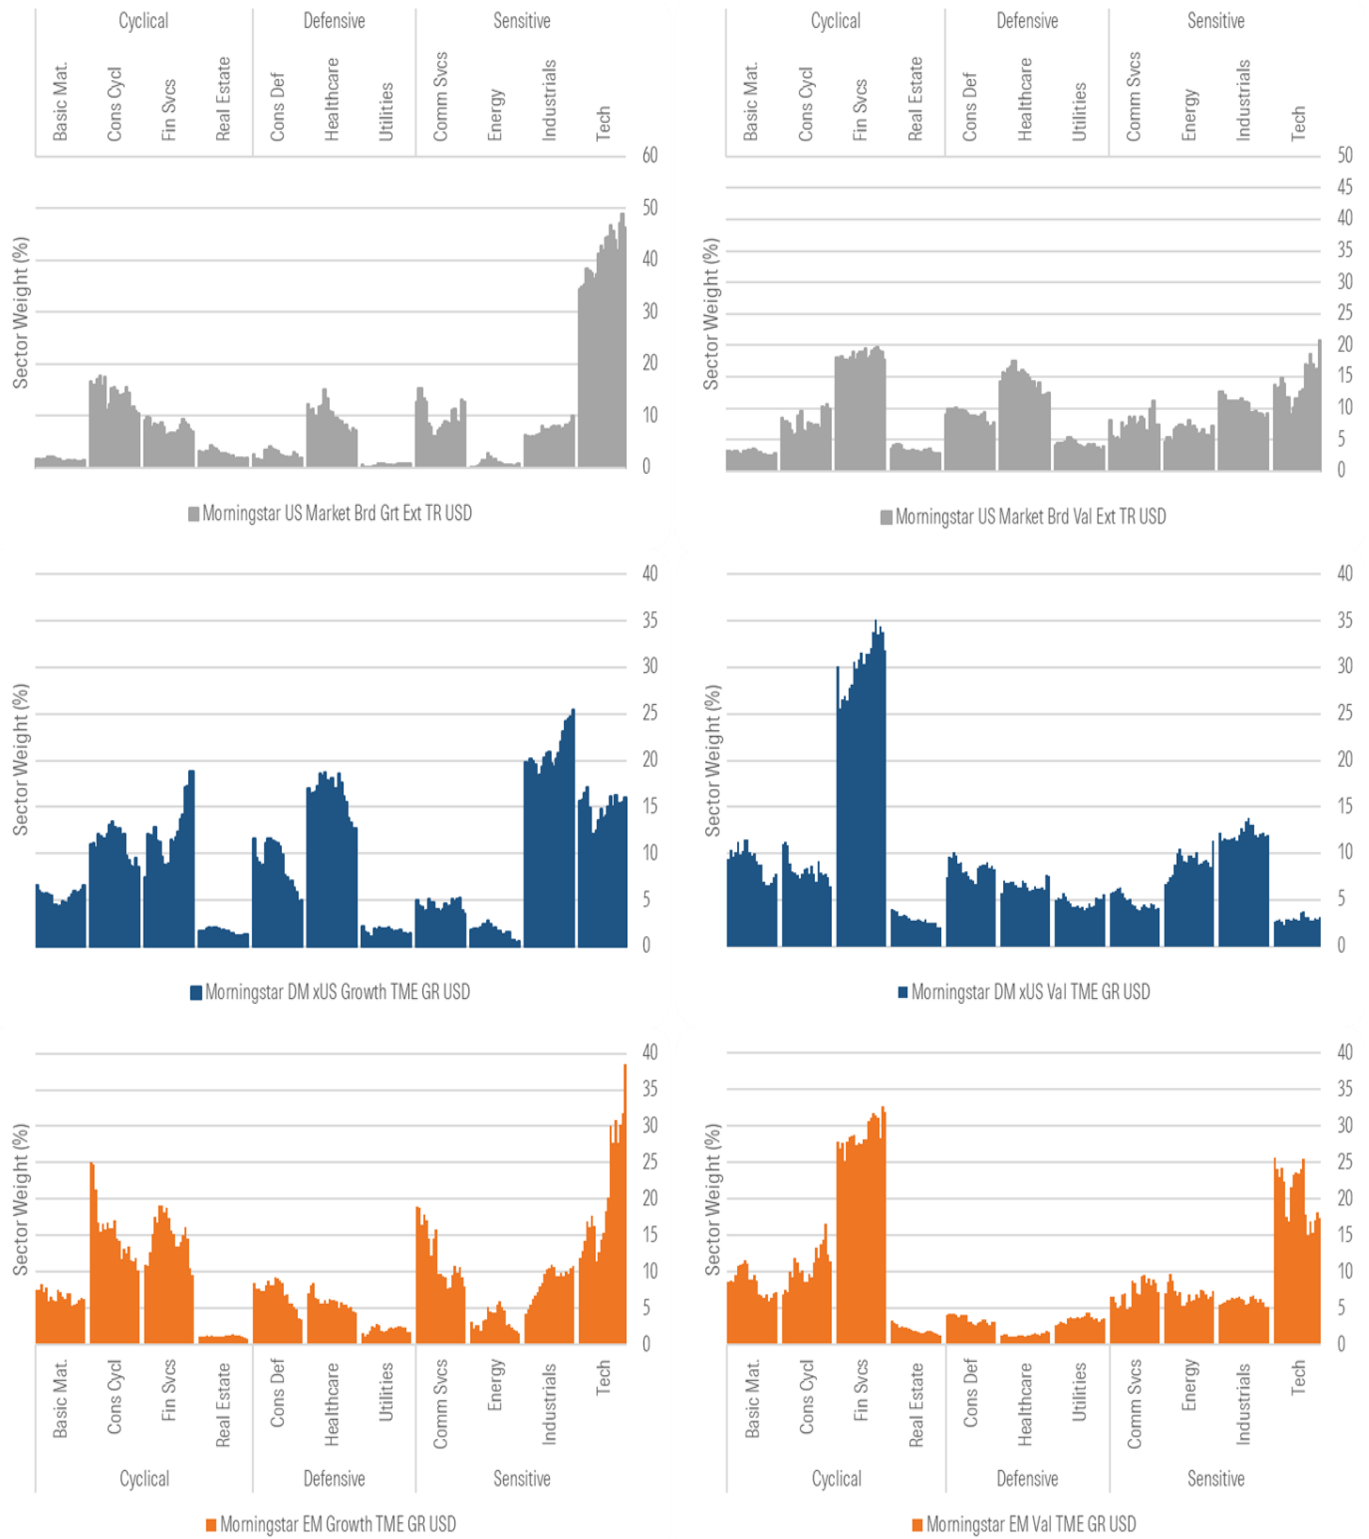 Cyclical Defensive Sensitive
Basic Mat. Cons Cycl Fin Svcs Real Estate Cons Def Healthcare Utilities Comm Svcs Energy Industrials Tech
60
50
40
30
20
10
0
Sector Weight (%)
Morningstar US Market Brd Grt Ext TR USD
Cyclical Defensive Sensitive
Basic Mat. Cons Cycl Fin Svcs Real Estate Cons Def Healthcare Utilities Comm Svcs Energy Industrials Tech
50
45
40
35
30
25
20
15
10
5
0
Sector Weight (%)
Morningstar US Market Brd Val Ext TR USD
40
35
30
25
20
15
10
5
0
Sector Weight (%)
Morningstar DM xUS Growth TME GR USD
40
35
30
25
20
15
10
5
0
Sector Weight (%)
Morningstar DM xUS Val TME GR USD
40
35
30
25
20
15
10
5
0
Sector Weight (%)
Basic Mat. Cons Cycl Fin Svcs Real Estate Cons Def Healthcare Utilities Comm Svcs Energy Industrials Tech
Cyclical Defensive Sensitive
Morningstar EM Growth TME GR USD
40
35
30
25
20
15
10
5
0
Sector Weight (%)
Basic Mat. Cons Cycl Fin Svcs Real Estate Cons Def Healthcare Utilities Comm Svcs Energy Industrials Tech
Cyclical Defensive Sensitive
Morningstar EM Val TME GR USD